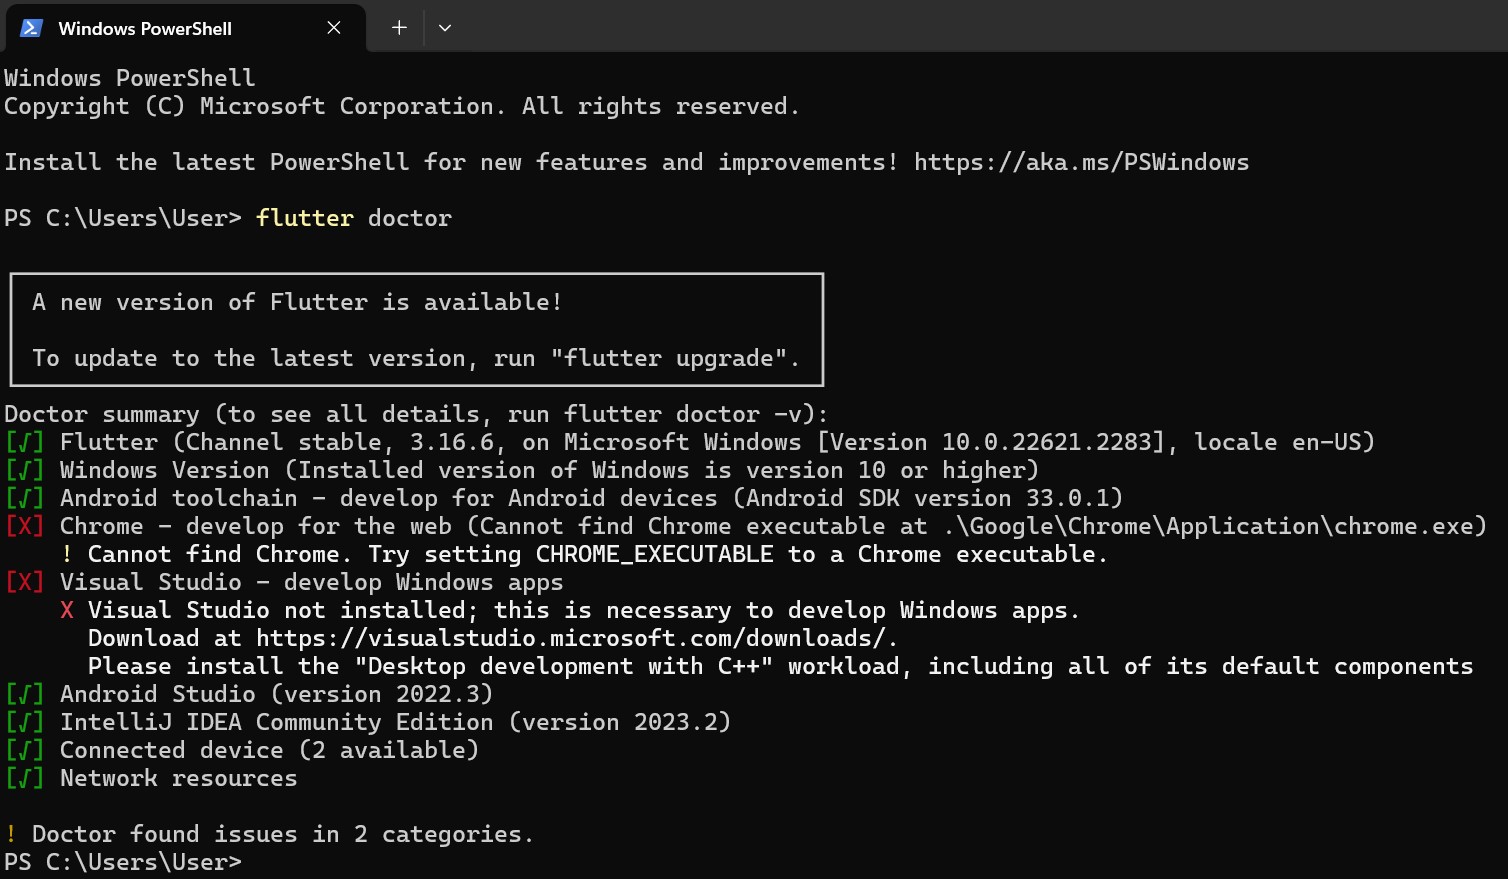 Windows PowerShell
Windows PowerShell
Copyright (C) Microsoft Corporation. All rights reserved.
Install the latest PowerShell for new features and improvements! https://aka.ms/PSWindows
PS C:\Users\User> flutter doctor
A new version of Flutter is available!
To update to the latest version, run "flutter upgrade".
Doctor summary (to see all details, run flutter doctor -v):
[√] Flutter (Channel stable, 3.16.6, on Microsoft Windows [Version 10.0.22621.2283], locale en-US)
[√] Windows Version (Installed version of Windows is version 10 or higher)
[√] Android toolchain - develop for Android devices (Android SDK version 33.0.1)
[X] Chrome - develop for the web (Cannot find Chrome executable at .\Google\Chrome\Application\chrome.exe)
! Cannot find Chrome. Try setting CHROME_EXECUTABLE to a Chrome executable.
[X] Visual Studio - develop Windows apps
X Visual Studio not installed; this is necessary to develop Windows apps.
Download at https://visualstudio.microsoft.com/downloads/.
Please install the "Desktop development with C++" workload, including all of its default components
[√] Android Studio (version 2022.3)
[√] IntelliJ IDEA Community Edition (version 2023.2)
[√] Connected device (2 available)
[√] Network resources
! Doctor found issues in 2 categories.
PS C:\Users\User>